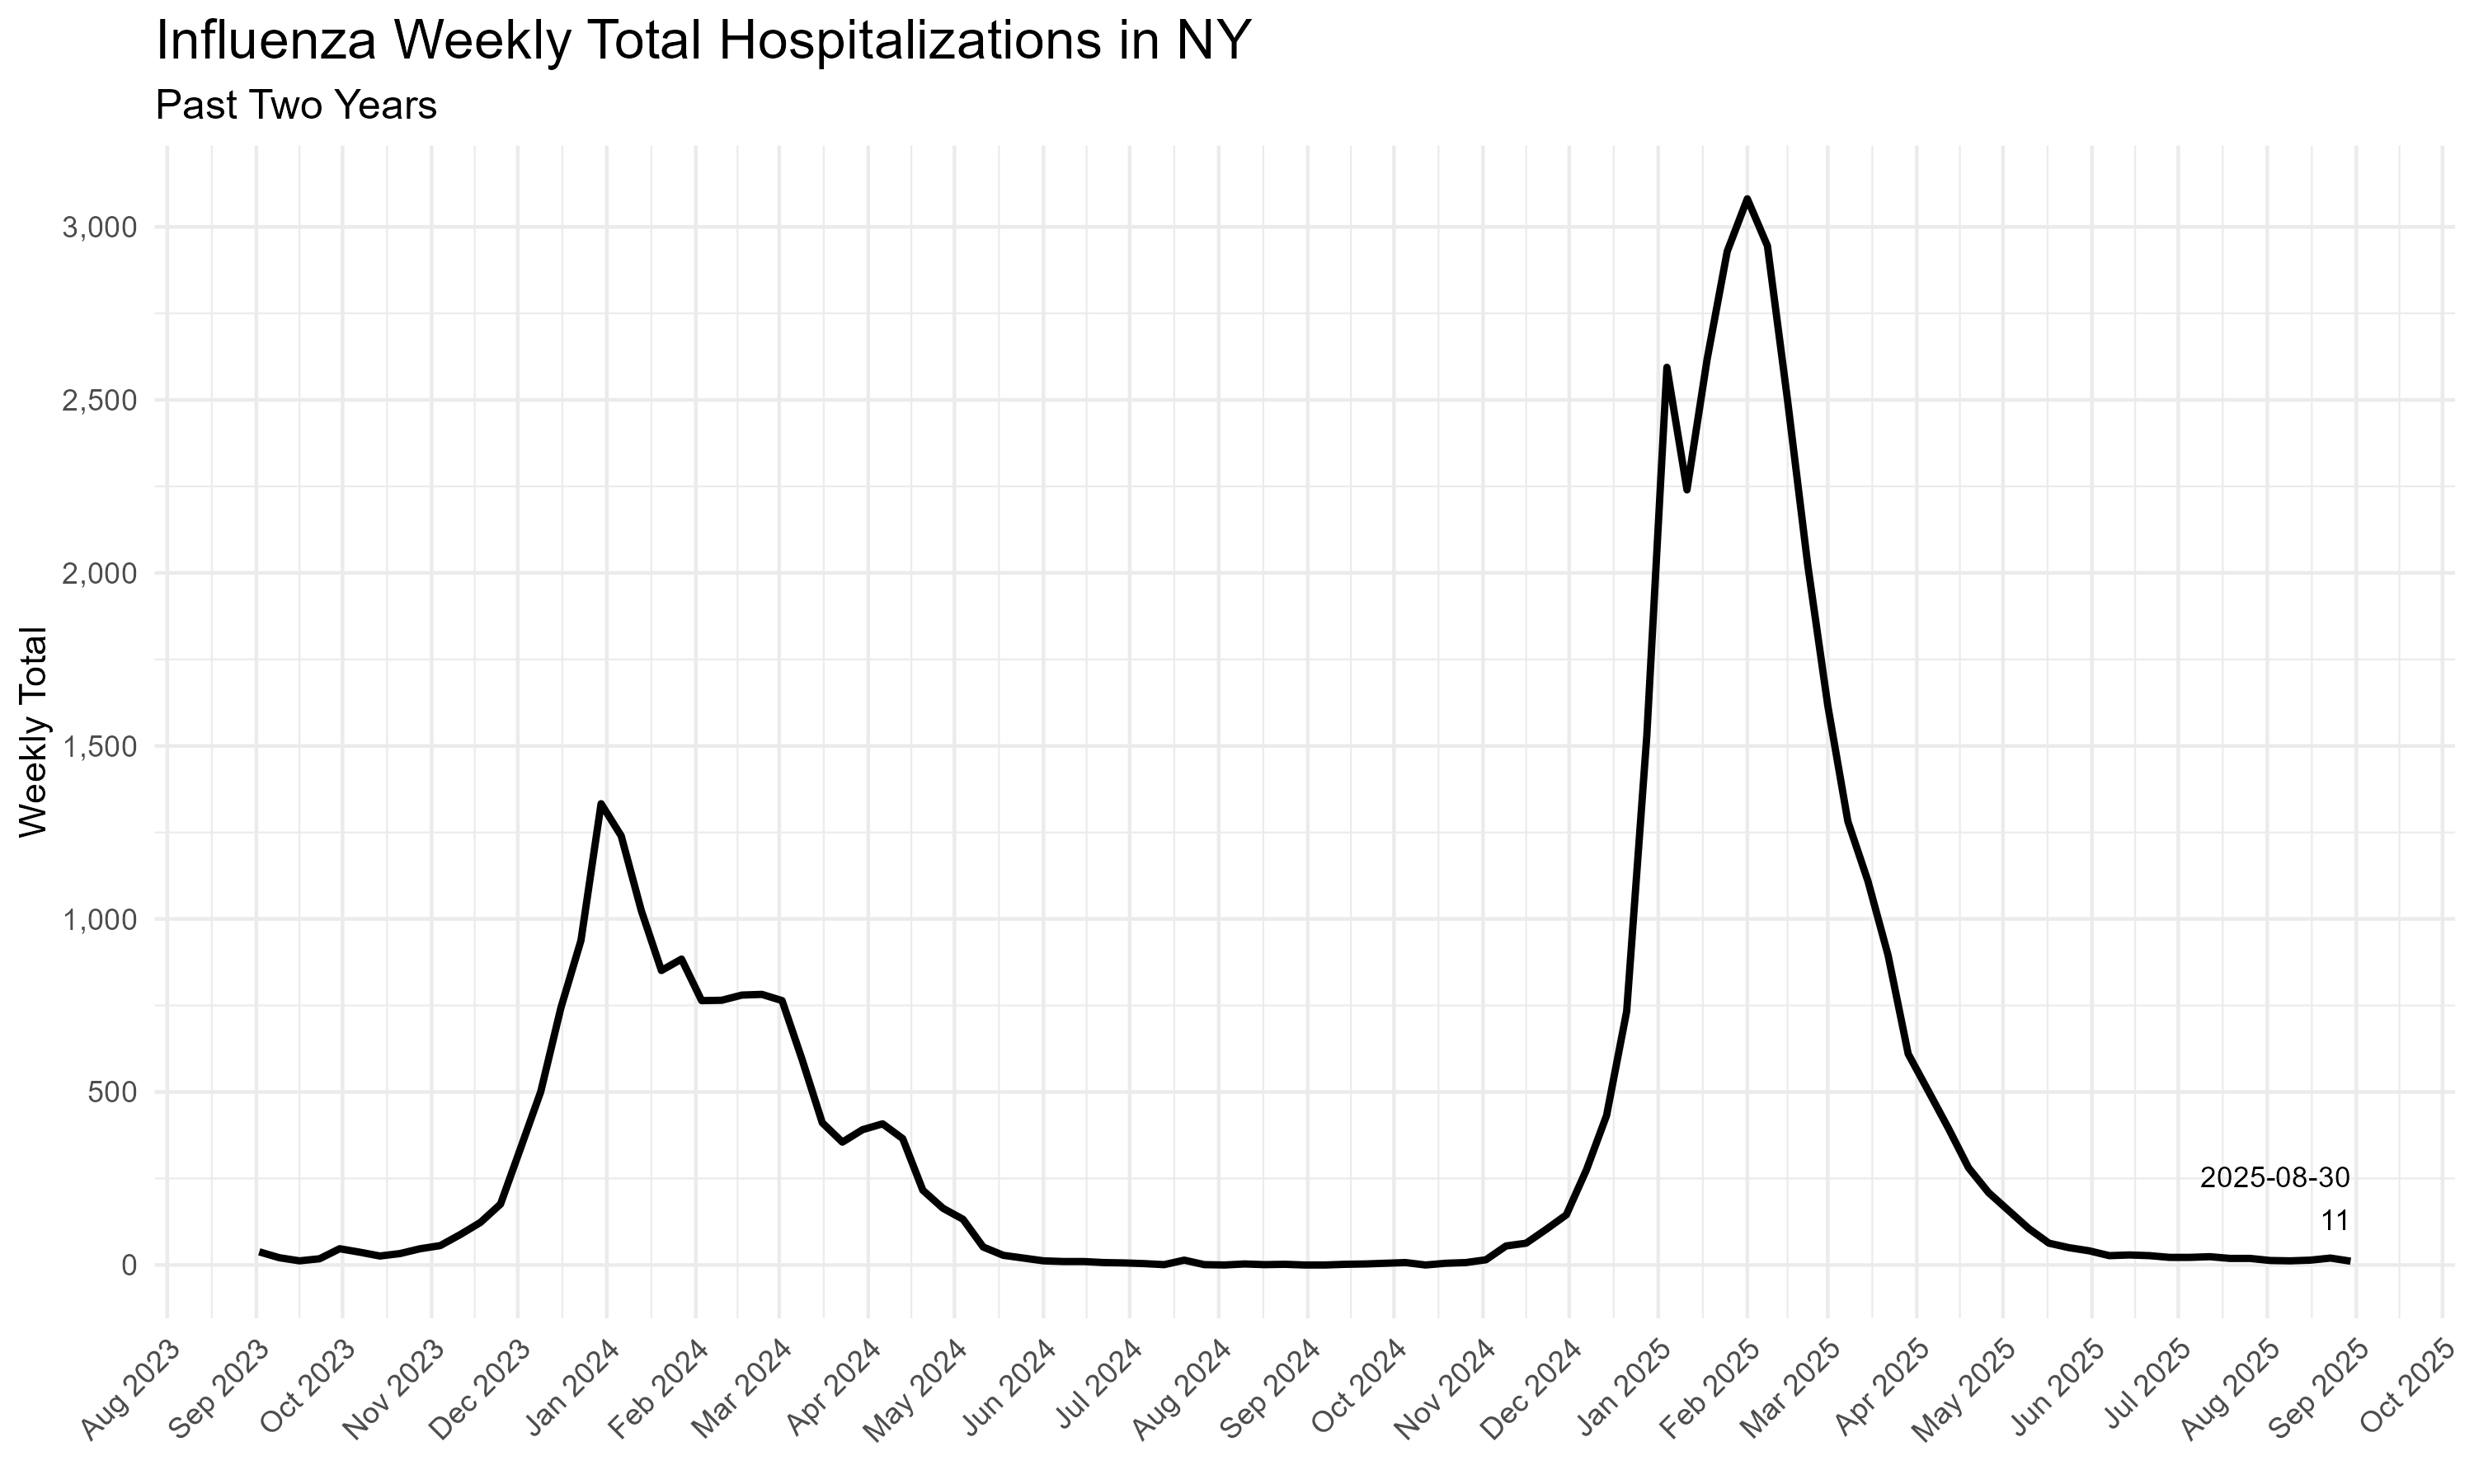 Influenza Weekly Total Hospitalizations in NY
Past Two Years
Weekly Total
3,000
2,500
2,000
1,500
1,000
500
0
2025-08-30
11
Aug 2023
Sep 2023
Oct 2023
Nov 2023
Dec 2023
Jan 2024
Feb 2024
Mar 2024
Apr 2024
May 2024
Jun 2024
Jul 2024
Aug 2024
Sep 2024
Oct 2024
Nov 2024
Dec 2024
Jan 2025
Feb 2025
Mar 2025
Apr 2025
May 2025
Jun 2025
Jul 2025
Aug 2025
Sep 2025
Oct 2025